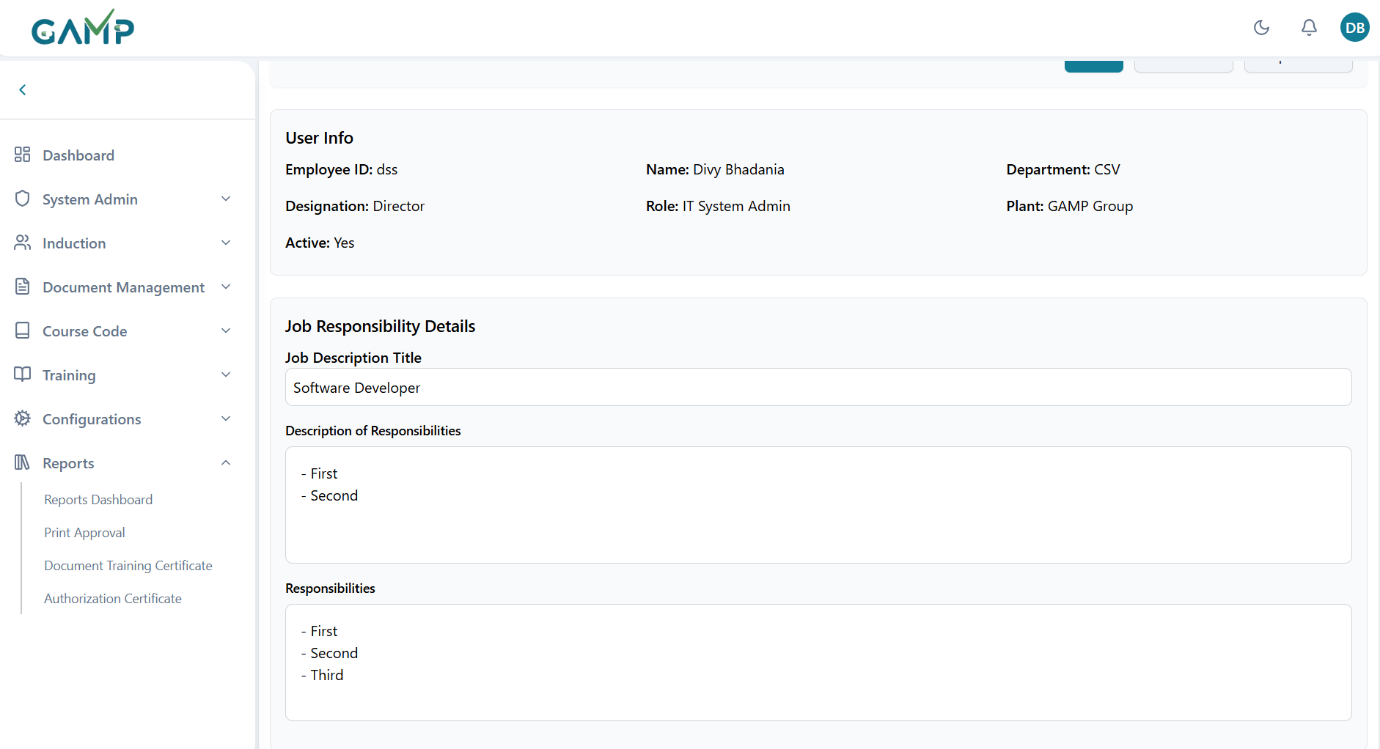 GAMP
DB
Dashboard
System Admin
Induction
Document Management
Course Code
Training
Configurations
Reports
Reports Dashboard
Print Approval
Document Training Certificate
Authorization Certificate
User Info
Employee ID: dss
Name: Divy Bhadania
Department: CSV
Designation: Director
Role: IT System Admin
Plant: GAMP Group
Active: Yes
Job Responsibility Details
Job Description Title
Software Developer
Description of Responsibilities
- First
- Second
Responsibilities
- First
- Second
- Third